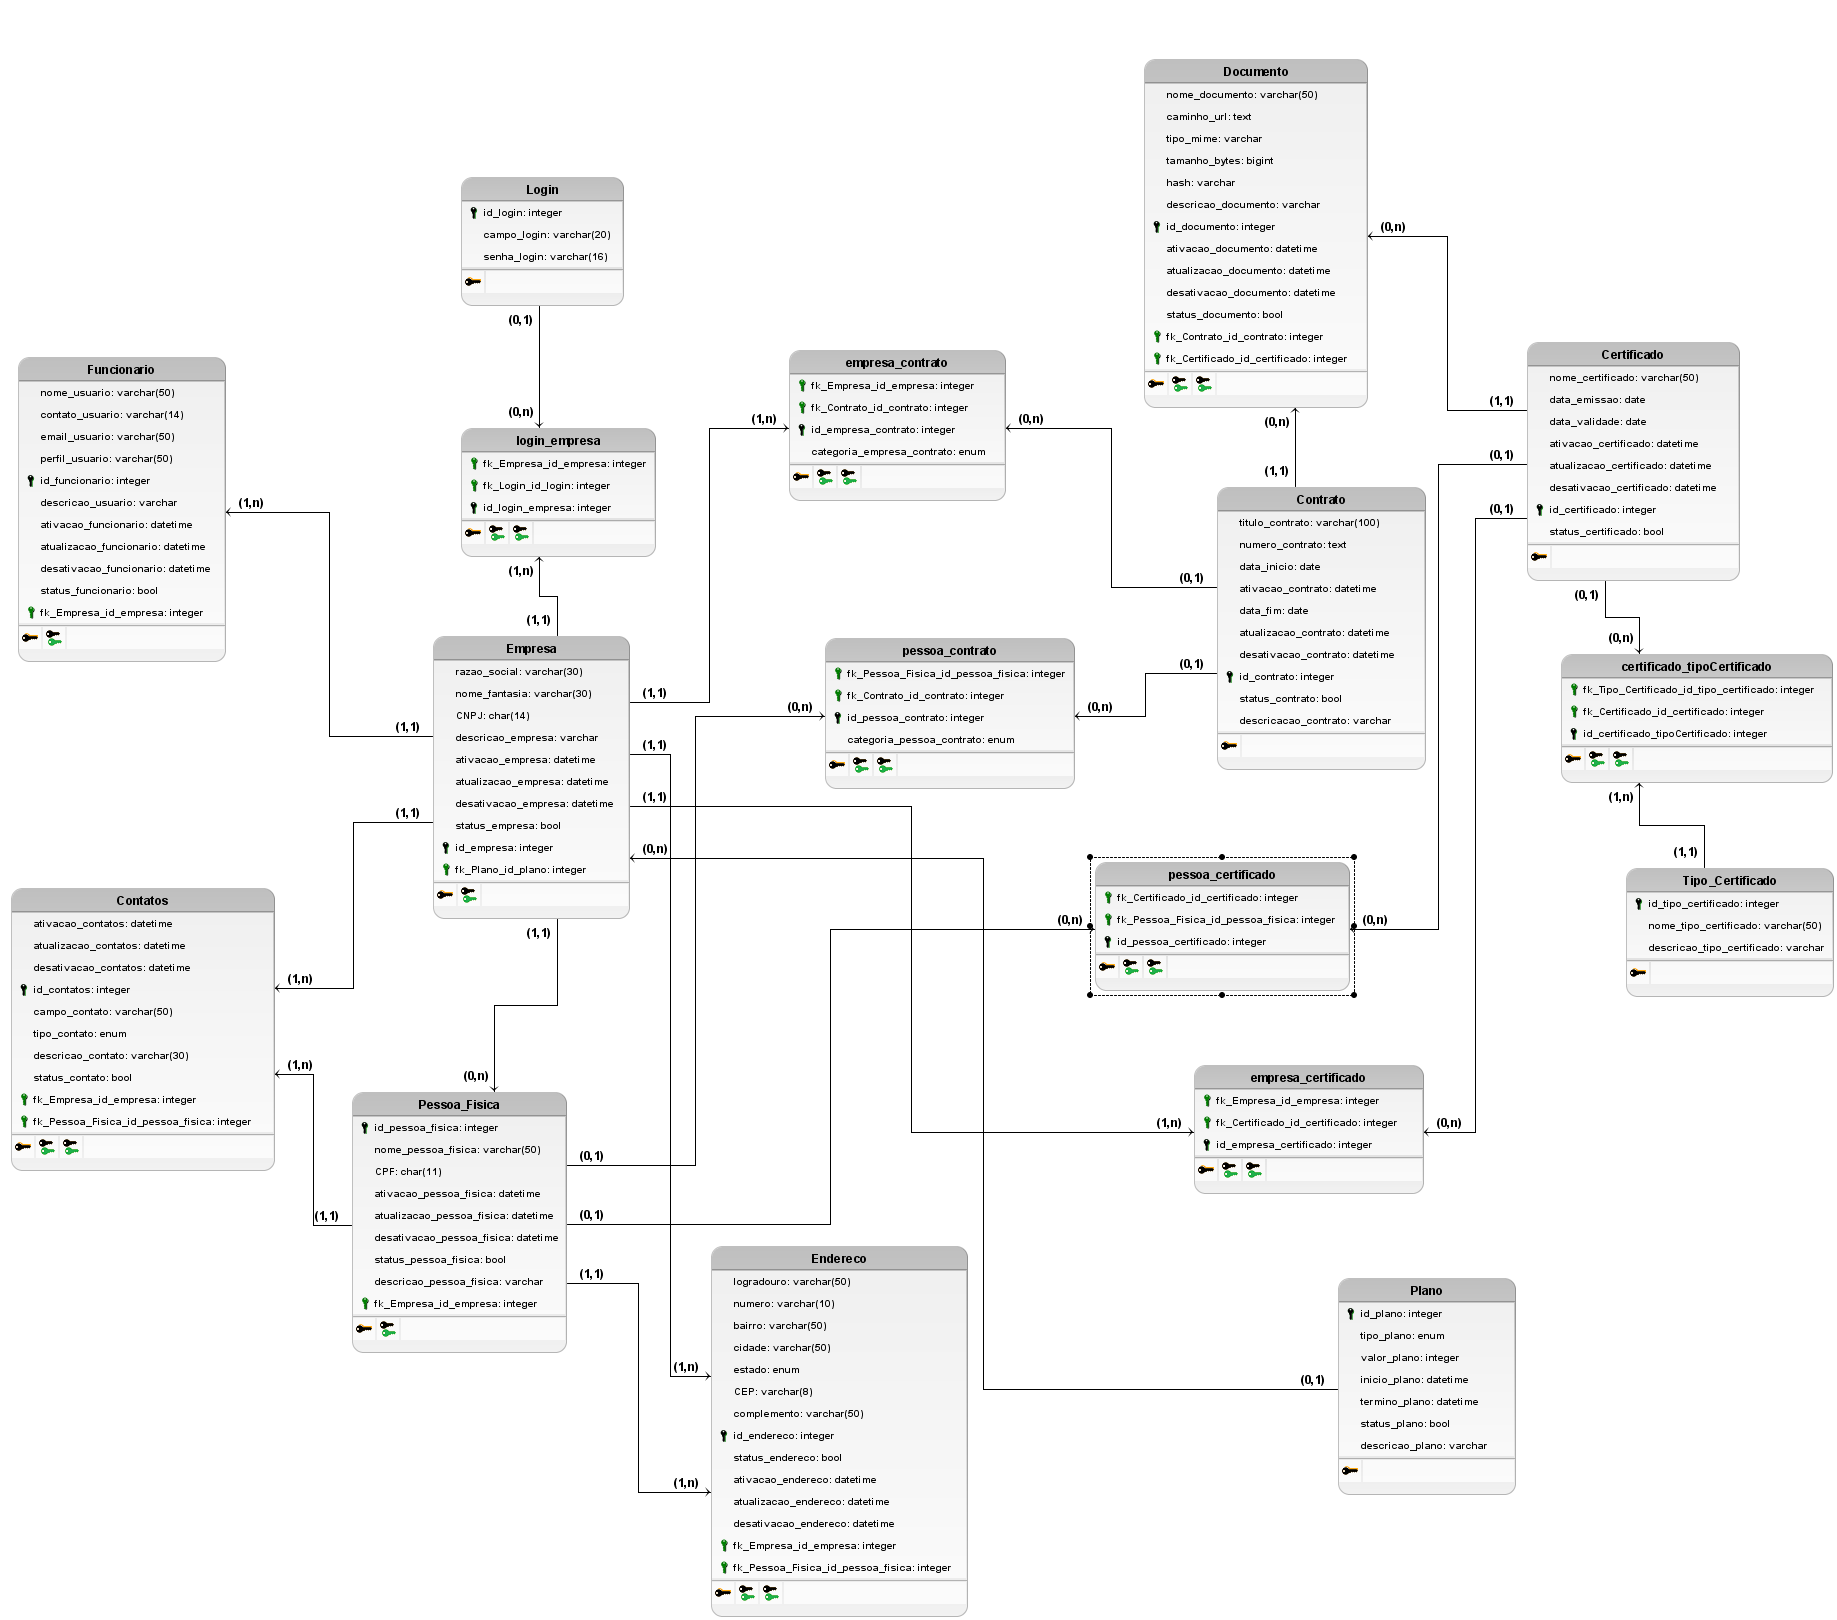 Documento
nome_documento: varchar(50)
caminho_url: text
tipo_mime: varchar
tamanho_bytes: bigint
hash: varchar
descricao_documento: varchar
id_documento: integer
ativacao_documento: datetime
atualizacao_documento: datetime
desativacao_documento: datetime
status_documento: bool
fk_Contrato_id_contrato: integer
fk_Certificado_id_certificado: integer
(0,n)
(0,n)
Login
id_login: integer
campo_login: varchar(20)
senha_login: varchar(16)
(0,1)
(0,n)
login_empresa
fk_Empresa_id_empresa: integer
fk_Login_id_login: integer
id_login_empresa: integer
(1,n)
(1,1)
Funcionario
nome_usuario: varchar(50)
contato_usuario: varchar(14)
email_usuario: varchar(50)
perfil_usuario: varchar(50)
id_funcionario: integer
descricao_usuario: varchar
ativacao_funcionario: datetime
atualizacao_funcionario: datetime
desativacao_funcionario: datetime
status_funcionario: bool
fk_Empresa_id_empresa: integer
(1,n)
(1,1)
empresa_contrato
fk_Empresa_id_empresa: integer
fk_Contrato_id_contrato: integer
id_empresa_contrato: integer
categoria_empresa_contrato: enum
(1,n)
(0,n)
Certificado
nome_certificado: varchar(50)
data_emissao: date
data_validade: date
ativacao_certificado: datetime
atualizacao_certificado: datetime
desativacao_certificado: datetime
id_certificado: integer
status_certificado: bool
(1,1)
(0,1)
(0,1)
(0,1)
(0,n)
Contrato
titulo_contrato: varchar(100)
numero_contrato: text
data_inicio: date
ativacao_contrato: datetime
data_fim: date
atualizacao_contrato: datetime
desativacao_contrato: datetime
id_contrato: integer
status_contrato: bool
descricacao_contrato: varchar
(1,1)
(0,1)
(0,1)
pessoa_contrato
fk_Pessoa_Fisica_id_pessoa_fisica: integer
fk_Contrato_id_contrato: integer
id_pessoa_contrato: integer
categoria_pessoa_contrato: enum
(0,n)
(0,n)
Empresa
razao_social: varchar(30)
nome_fantasia: varchar(30)
CNPJ: char(14)
descricao_empresa: varchar
ativacao_empresa: datetime
atualizacao_empresa: datetime
desativacao_empresa: datetime
status_empresa: bool
id_empresa: integer
fk_Plano_id_plano: integer
(1,1)
(1,1)
(1,1)
(0,n)
(1,1)
(1,1)
certificado_tipoCertificado
fk_Tipo_Certificado_id_tipo_certificado: integer
fk_Certificado_id_certificado: integer
id_certificado_tipoCertificado: integer
(1,n)
(1,1)
Tipo_Certificado
id_tipo_certificado: integer
nome_tipo_certificado: varchar(50)
descricao_tipo_certificado: varchar
pessoa_certificado
fk_Certificado_id_certificado: integer
fk_Pessoa_Fisica_id_pessoa_fisica: integer
id_pessoa_certificado: integer
(0,n)
(0,n)
Contatos
ativacao_contatos: datetime
atualizacao_contatos: datetime
desativacao_contatos: datetime
id_contatos: integer
campo_contato: varchar(50)
tipo_contato: enum
descricao_contato: varchar(30)
status_contato: bool
fk_Empresa_id_empresa: integer
fk_Pessoa_Fisica_id_pessoa_fisica: integer
(1,n)
(1,n)
(1,1)
(0,n)
Pessoa_Fisica
id_pessoa_fisica: integer
nome_pessoa_fisica: varchar(50)
CPF: char(11)
ativacao_pessoa_fisica: datetime
atualizacao_pessoa_fisica: datetime
desativacao_pessoa_fisica: datetime
status_pessoa_fisica: bool
descricao_pessoa_fisica: varchar
fk_Empresa_id_empresa: integer
(0,1)
(0,1)
(1,1)
empresa_certificado
fk_Empresa_id_empresa: integer
fk_Certificado_id_certificado: integer
id_empresa_certificado: integer
(1,n)
(0,n)
Endereco
logradouro: varchar(50)
numero: varchar(10)
bairro: varchar(50)
cidade: varchar(50)
estado: enum
CEP: varchar(8)
complemento: varchar(50)
id_endereco: integer
status_endereco: bool
ativacao_endereco: datetime
atualizacao_endereco: datetime
desativacao_endereco: datetime
fk_Empresa_id_empresa: integer
fk_Pessoa_Fisica_id_pessoa_fisica: integer
(1,n)
(1,n)
Plano
id_plano: integer
tipo_plano: enum
valor_plano: integer
inicio_plano: datetime
termino_plano: datetime
status_plano: bool
descricao_plano: varchar
(0,1)